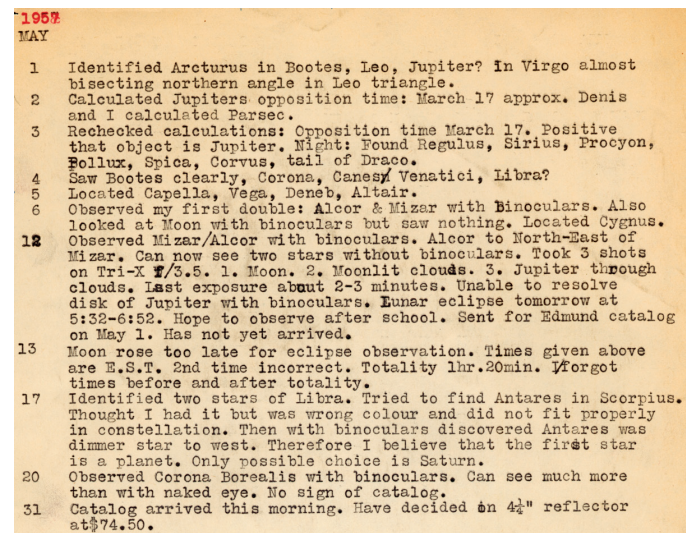 1957
MAY
1 Identified Arcturus in Bootes, Leo, Jupiter? In Virgo almost
bisecting northern angle in Leo triangle.
2 Calculated Jupiters opposition time: March 17 approx. Denis
and I calculated Parsec.
3 Rechecked calculations: Opposition time March 17. Positive
that object is Jupiter. Night: Found Regulus, Sirius, Procyon,
Pollux, Spica, Corvus, tail of Draco.
4 Saw Bootes clearly, Corona, Canes Venatici, Libra?
5 Located Capella, Vega, Deneb, Altair.
6 Observed my first double: Alcor & Mizar with Binoculars. Also
looked at Moon with binoculars but saw nothing. Located Cygnus.
12 Observed Mizar/Alcor with binoculars. Alcor to North-East of
Mizar. Can now see two stars without binoculars. Took 3 shots
on Tri-X f/3.5. 1. Moon. 2. Moonlit clouds. 3. Jupiter through
clouds. Last exposure about 2-3 minutes. Unable to resolve
disk of Jupiter with binoculars. Lunar eclipse tomorrow at
5:32-6:52. Hope to observe after school. Sent for Edmund catalog
on May 1. Has not yet arrived.
13 Moon rose too late for eclipse observation. Times given above
are E.S.T. 2nd time incorrect. Totality 1hr.20min. I forgot
times before and after totality.
17 Identified two stars of Libra. Tried to find Antares in Scorpius.
Thought I had it but was wrong colour and did not fit properly
in constellation. Then with binoculars discovered Antares was
dimmer star to west. Therefore I believe that the first star
is a planet. Only possible choice is Saturn.
20 Observed Corona Borealis with binoculars. Can see much more
than with naked eye. No sign of catalog.
31 Catalog arrived this morning. Have decided on 4¼" reflector
at $74.50.